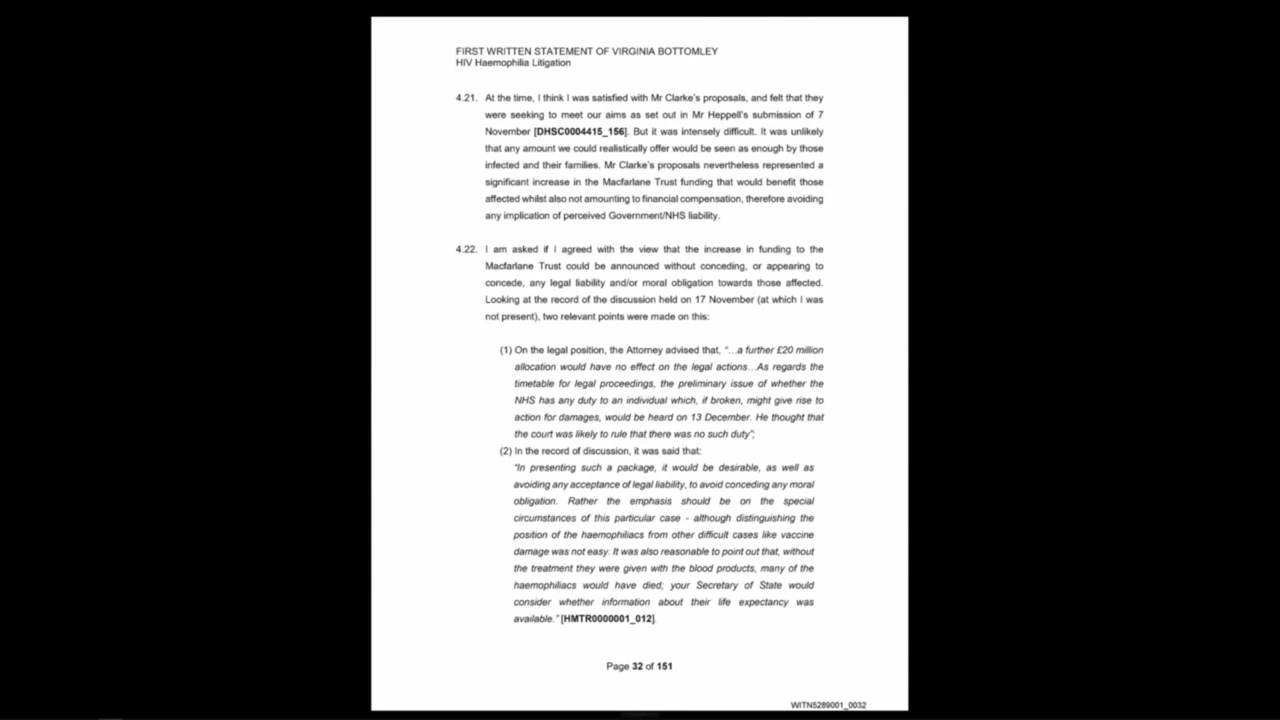 FIRST WRITTEN STATEMENT OF VIRGINIA BOTTOMLEY
HIV Haemophilia Litigation
4.21. At the time, I think I was satisfied with Mr Clarke's proposals, and felt that they
were seeking to meet our aims as set out in Mr Heppell's submission of 7
November [DHSC0004415_156]. But it was intensely difficult. It was unlikely
that any amount we could realistically offer would be seen as enough by those
infected and their families. Mr Clarke's proposals nevertheless represented a
significant increase in the Macfarlane Trust funding that would benefit those
affected whilst also not amounting to financial compensation, therefore avoiding
any implication of perceived Government/NHS liability.
4.22. I am asked if I agreed with the view that the increase in funding to the
Macfarlane Trust could be announced without conceding, or appearing to
concede, any legal liability and/or moral obligation towards those affected.
Looking at the record of the discussion held on 17 November (at which I was
not present), two relevant points were made on this:
(1) On the legal position, the Attorney advised that, "…a further £20 million
allocation would have no effect on the legal actions…As regards the
timetable for legal proceedings, the preliminary issue of whether the
NHS has any duty to an individual which, if broken, might give rise to
action for damages, would be heard on 13 December. He thought that
the court was likely to rule that there was no such duty";
(2) In the record of discussion, it was said that:
"In presenting such a package, it would be desirable, as well as
avoiding any acceptance of legal liability, to avoid conceding any moral
obligation. Rather the emphasis should be on the special
circumstances of this particular case - although distinguishing the
position of the haemophiliacs from other difficult cases like vaccine
damage was not easy. It was also reasonable to point out that, without
the treatment they were given with the blood products, many of the
haemophiliacs would have died; your Secretary of State would
consider whether information about their life expectancy was
available." [HMTR0000001_012].
Page 32 of 151
WITN5289001_0032